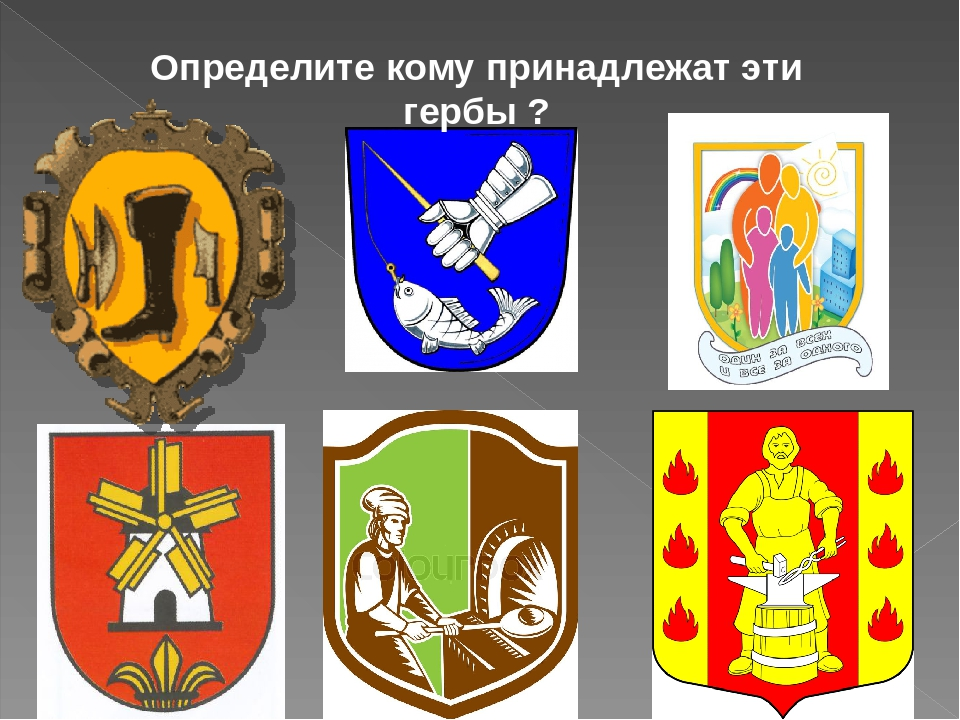 Определите кому принадлежат эти
гербы ?
ОДИН ЗА ВСЕХ
И ВСЕ ЗА ОДНОГО